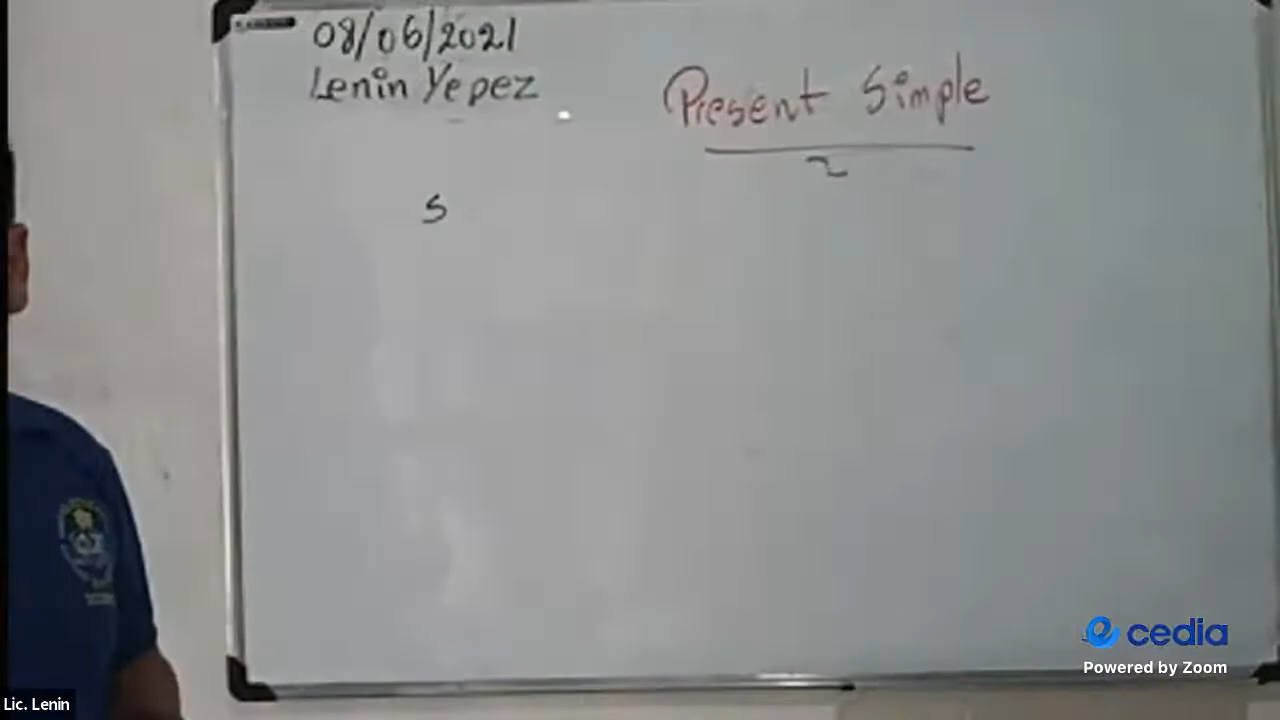 08/06/2021
Lenin Yepez
Present Simple
s
cedia
Powered by Zoom
Lic. Lenin